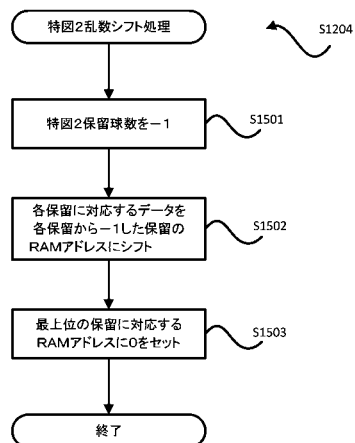 特図2乱数シフト処理
S1204
特図2保留球数を－1
S1501
各保留に対応するデータを
各保留から－1した保留の
RAMアドレスにシフト
S1502
最上位の保留に対応する
RAMアドレスに0をセット
S1503
終了